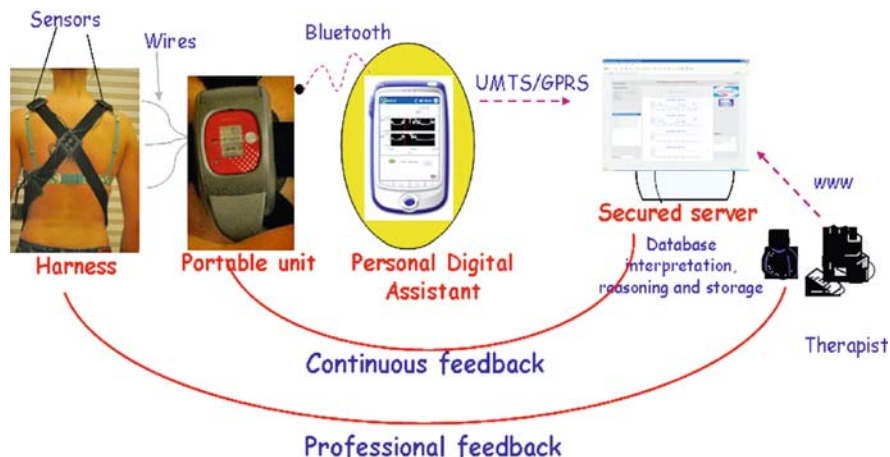 Sensors
Wires
Bluetooth
UMTS/GPRS
www
Harness
Portable unit
Personal Digital
Assistant
Secured server
Database
interpretation,
reasoning and storage
Therapist
Continuous feedback
Professional feedback